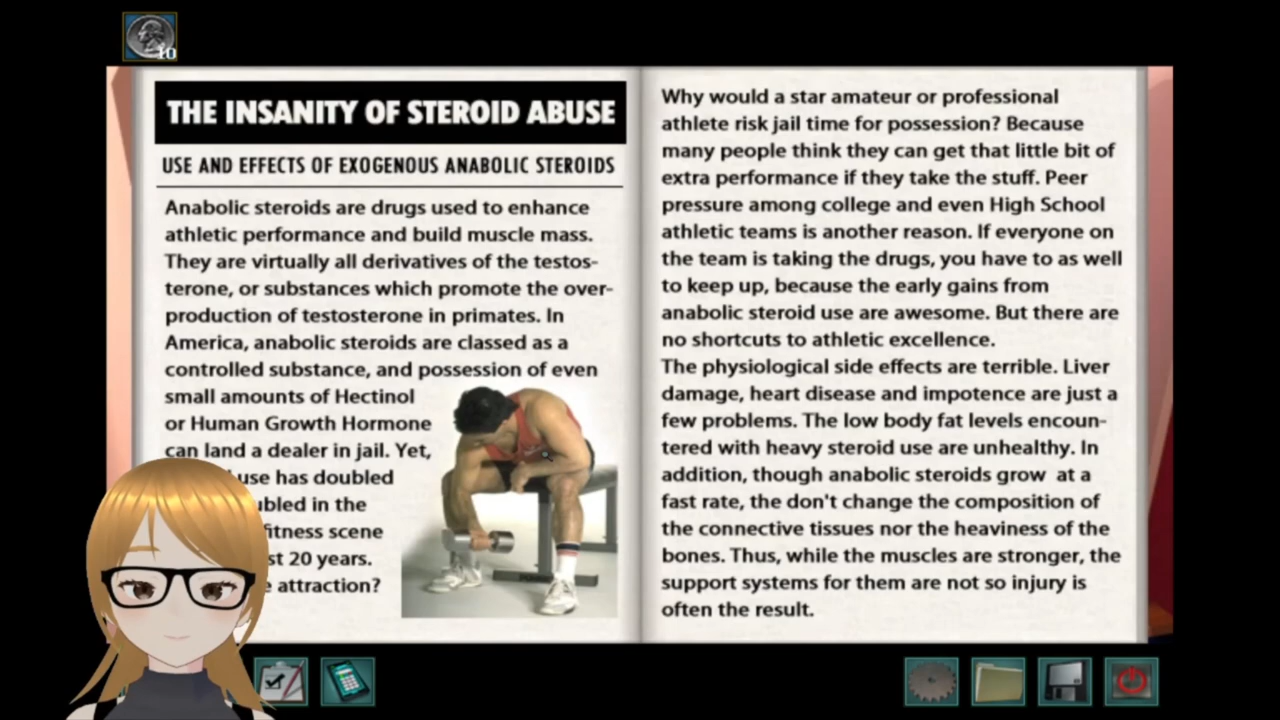 10
THE INSANITY OF STEROID ABUSE
USE AND EFFECTS OF EXOGENOUS ANABOLIC STEROIDS
Anabolic steroids are drugs used to enhance
athletic performance and build muscle mass.
They are virtually all derivatives of the testos-
terone, or substances which promote the over-
production of testosterone in primates. In
America, anabolic steroids are classed as a
controlled substance, and possession of even
small amounts of Hectinol
or Human Growth Hormone
can land a dealer in jail. Yet,
use has doubled
in the
fitness scene
20 years.
attraction?
Why would a star amateur or professional
athlete risk jail time for possession? Because
many people think they can get that little bit of
extra performance if they take the stuff. Peer
pressure among college and even High School
athletic teams is another reason. If everyone on
the team is taking the drugs, you have to as well
to keep up, because the early gains from
anabolic steroid use are awesome. But there are
no shortcuts to athletic excellence.
The physiological side effects are terrible. Liver
damage, heart disease and impotence are just a
few problems. The low body fat levels encoun-
tered with heavy steroid use are unhealthy. In
addition, though anabolic steroids grow at a
fast rate, the don't change the composition of
the connective tissues nor the heaviness of the
bones. Thus, while the muscles are stronger, the
support systems for them are not so injury is
often the result.